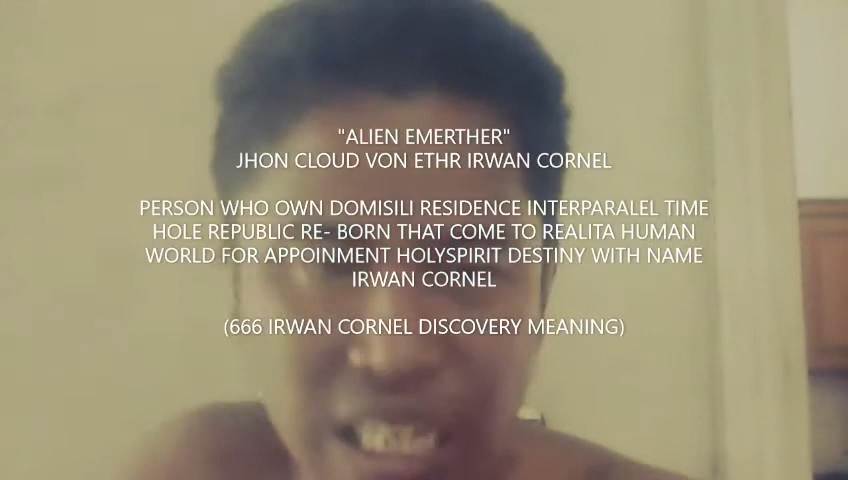 "ALIEN EMERTHER"
JHON CLOUD VON ETHR IRWAN CORNEL
PERSON WHO OWN DOMISILI RESIDENCE INTERPARALEL TIME
HOLE REPUBLIC RE- BORN THAT COME TO REALITA HUMAN
WORLD FOR APPOINMENT HOLYSPIRIT DESTINY WITH NAME
IRWAN CORNEL
(666 IRWAN CORNEL DISCOVERY MEANING)